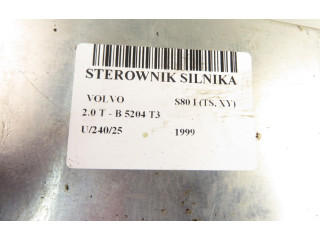 STEROWNIK SILNIKA
VOLVO S80 I (TS, XY)
2.0 T - B 5204 T3
U/240/25 1999